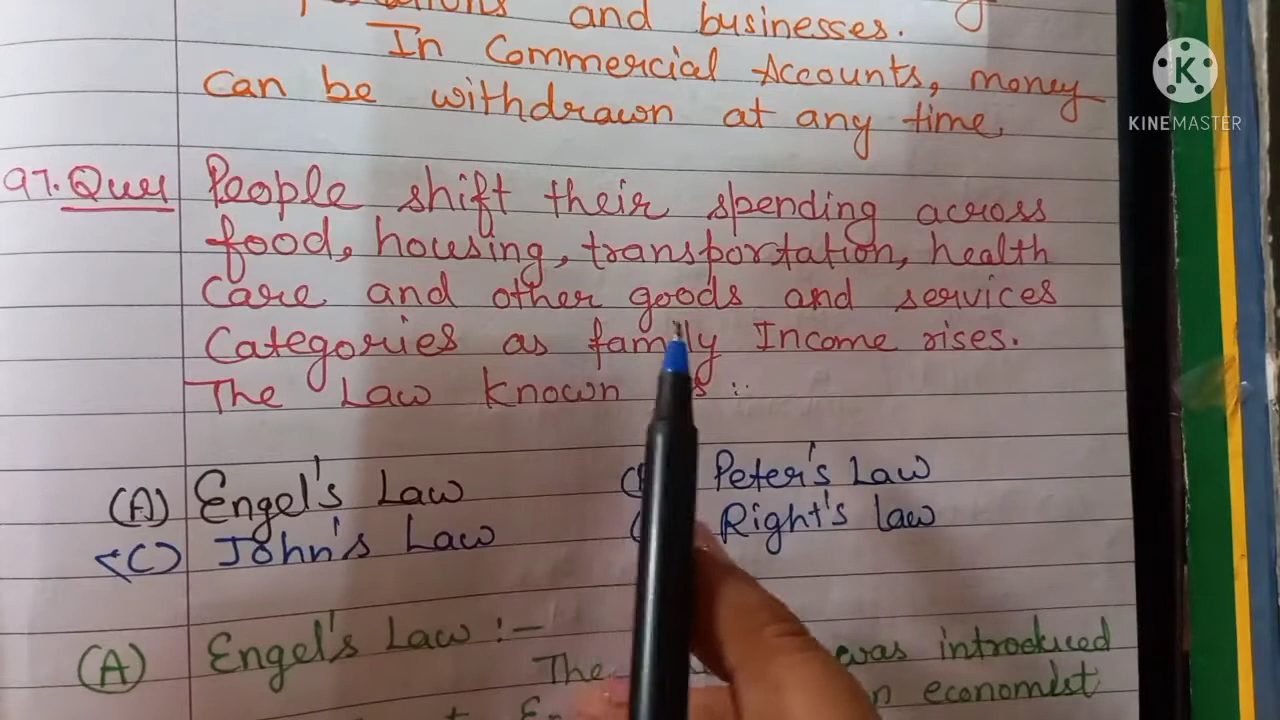 and businesses.
In Commercial Accounts, money
can be withdrawn at any time.
97. Ques People shift their spending across
food, housing, transportation, health
care and other goods and services
Categories as family Income rises.
The Law known
(A) Engel's Law Peter's Law
(C) John's Law Right's law
(A) Engel's Law :-
The was introduced
economist
K
KINEMASTER